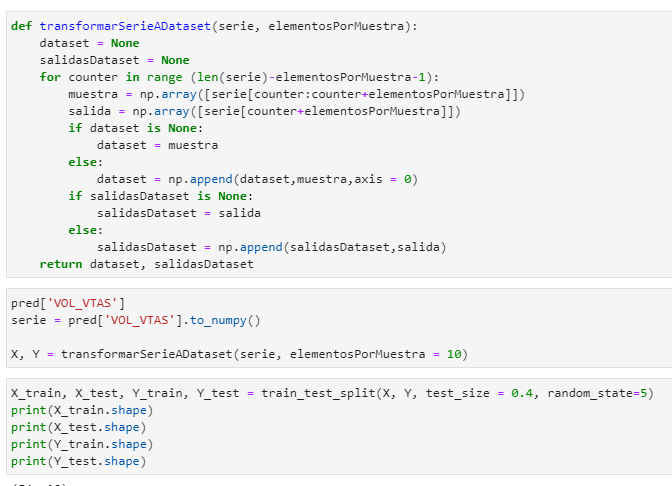 def transformarSerieADataset(serie, elementosPorMuestra):
    dataset = None
    salidasDataset = None
    for counter in range (len(serie)-elementosPorMuestra-1):
        muestra = np.array([serie[counter:counter+elementosPorMuestra]])
        salida = np.array([serie[counter+elementosPorMuestra]])
        if dataset is None:
            dataset = muestra
        else:
            dataset = np.append(dataset,muestra,axis = 0)
        if salidasDataset is None:
            salidasDataset = salida
        else:
            salidasDataset = np.append(salidasDataset,salida)
    return dataset, salidasDataset
pred['VOL_VTAS']
serie = pred['VOL_VTAS'].to_numpy()
X, Y = transformarSerieADataset(serie, elementosPorMuestra = 10)
X_train, X_test, Y_train, Y_test = train_test_split(X, Y, test_size = 0.4, random_state=5)
print(X_train.shape)
print(X_test.shape)
print(Y_train.shape)
print(Y_test.shape)